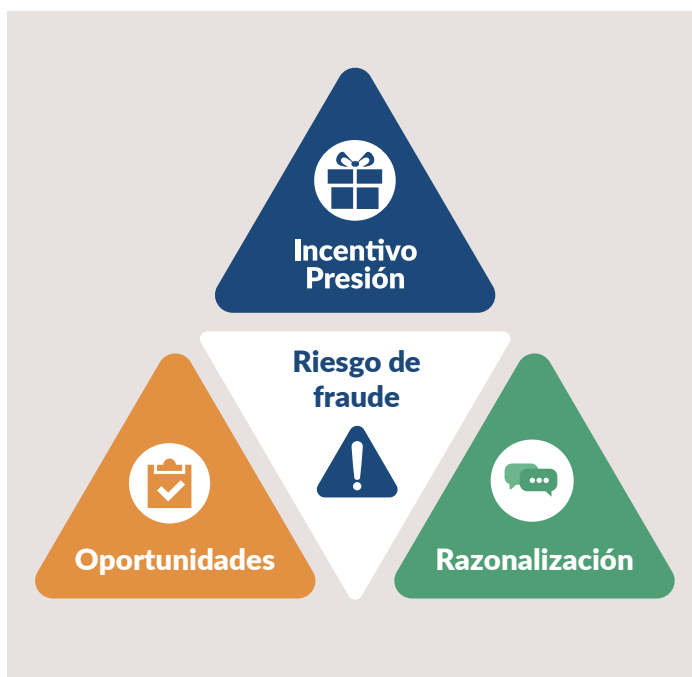 Incentivo
Presión
Riesgo de
fraude
Oportunidades
Razonalización